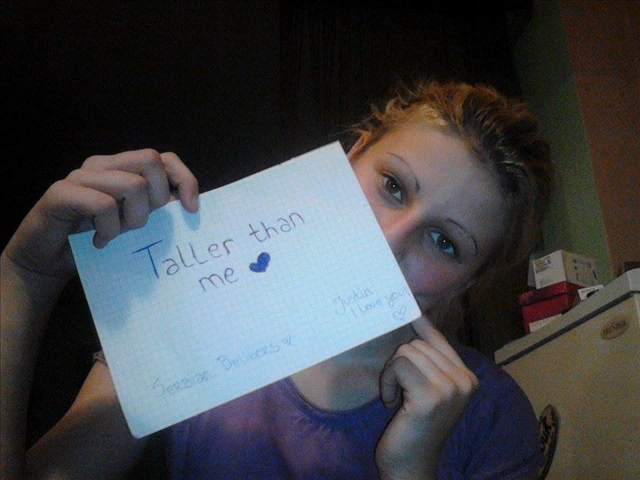 Taller than
me
Justin
I love you!
Serbian Beliebers